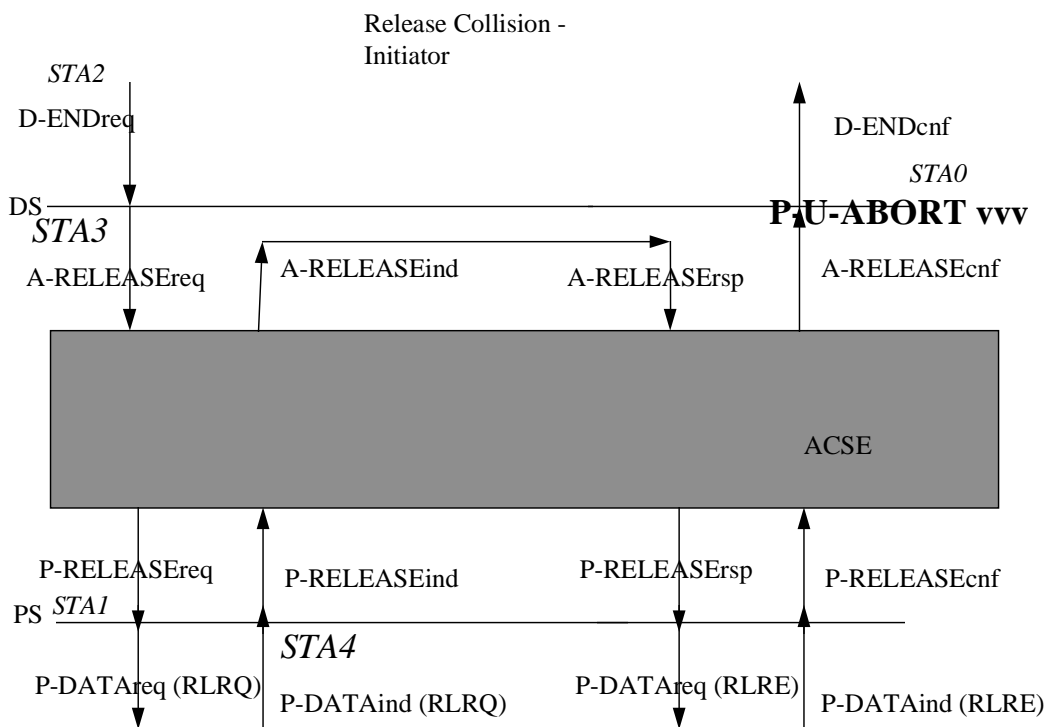 Release Collision -
Initiator
STA2
D-ENDreq
D-ENDcnf
STA0
DS
P-U-ABORT vvv
STA3
A-RELEASEreq
A-RELEASEind
A-RELEASErsp
A-RELEASEcnf
ACSE
P-RELEASEreq
P-RELEASEind
P-RELEASErsp
P-RELEASEcnf
PS
STA1
STA4
P-DATAreq (RLRQ)
P-DATAind (RLRQ)
P-DATAreq (RLRE)
P-DATAind (RLRE)